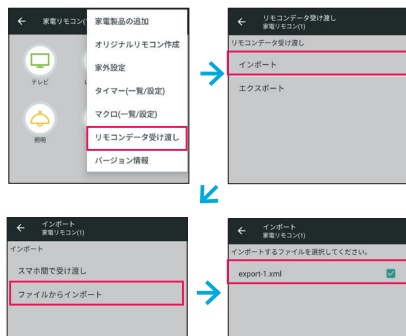 家電リモコン(
家電製品の追加
オリジナルリモコン作成
家外設定
タイマー(一覧/設定)
マクロ(一覧/設定)
リモコンデータ受け渡し
バージョン情報
テレビ
照明
リモコンデータ受け渡し
家電リモコン(1)
リモコンデータ受け渡し
インポート
エクスポート
インポート
家電リモコン(1)
インポート
スマホ間で受け渡し
ファイルからインポート
インポート
家電リモコン(1)
インポートするファイルを選択してください。
export-1.xml